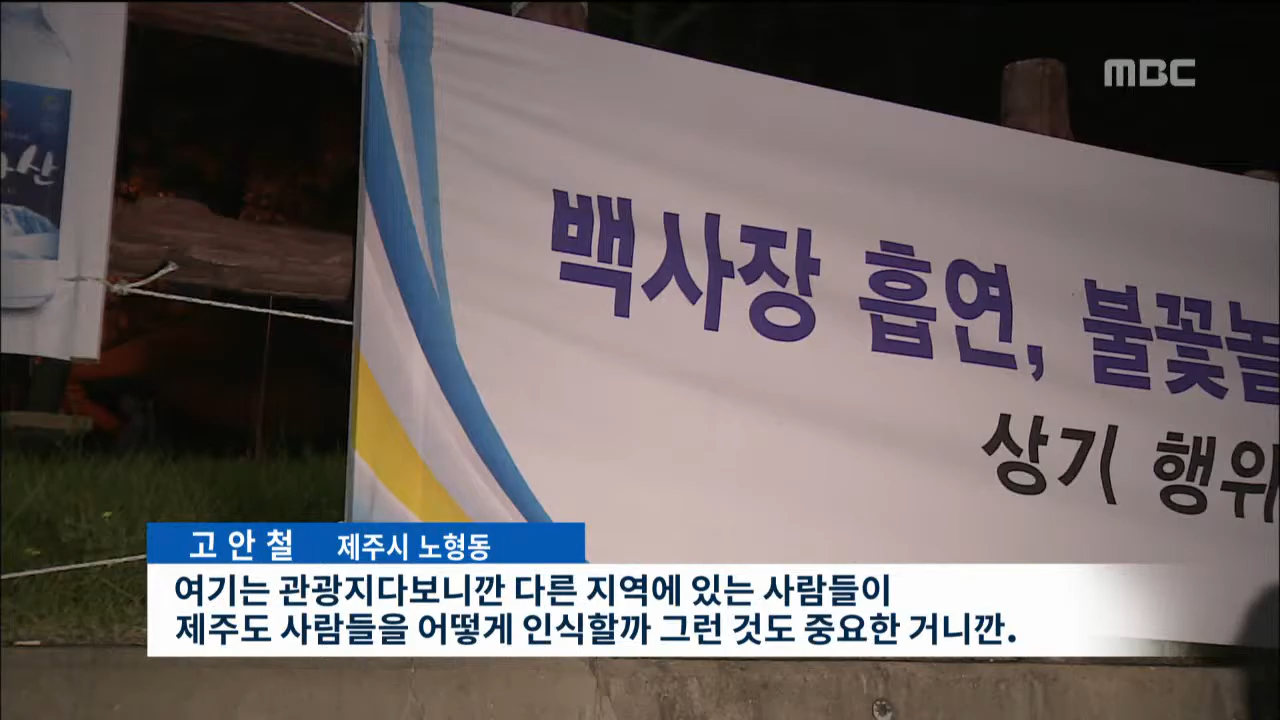 MBC
산
백사장 흡연, 불꽃놀
상기 행위
고안철 제주시 노형동
여기는 관광지다보니깐 다른 지역에 있는 사람들이
제주도 사람들을 어떻게 인식할까 그런 것도 중요한 거니깐.